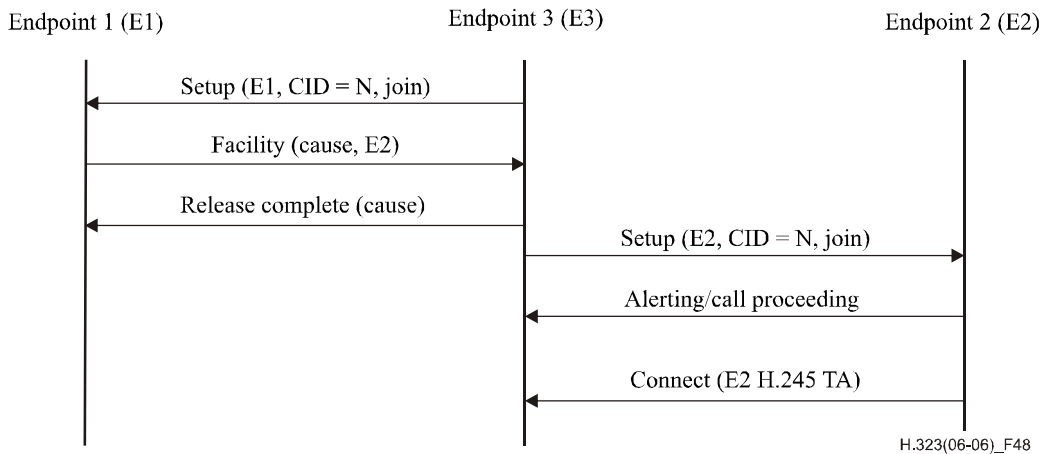 Endpoint 1 (E1)
Endpoint 3 (E3)
Endpoint 2 (E2)
Setup (E1, CID = N, join)
Facility (cause, E2)
Release complete (cause)
Setup (E2, CID = N, join)
Alerting/call proceeding
Connect (E2 H.245 TA)
H.323(06-06)_F48